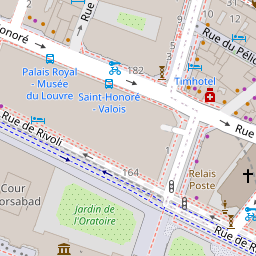 Rue
onoré
182
Rue du Péli
Palais Royal
- Musée
du Louvre
Timhotel
Saint-Honoré
- Valois
Rue
Rue de Rivoli
164
Relais
Poste
Cour
orsabad
Jardin de
l'Oratoire
Rue de R